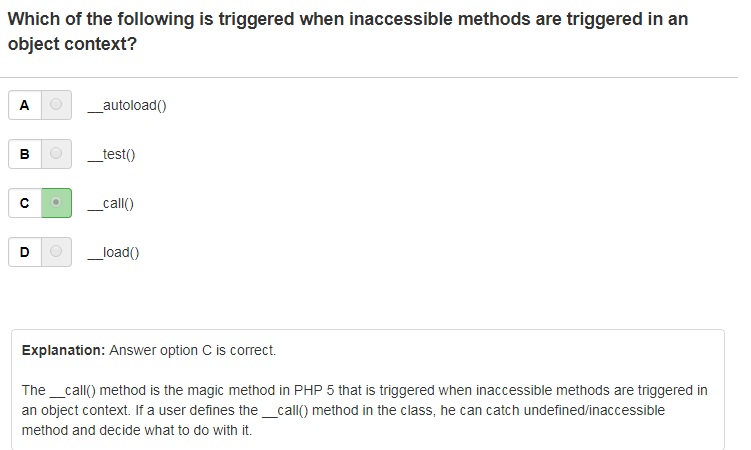 Which of the following is triggered when inaccessible methods are triggered in an
object context?
A __autoload()
B __test()
C __call()
D __load()
Explanation: Answer option C is correct.
The __call() method is the magic method in PHP 5 that is triggered when inaccessible methods are triggered in
an object context. If a user defines the __call() method in the class, he can catch undefined/inaccessible
method and decide what to do with it.